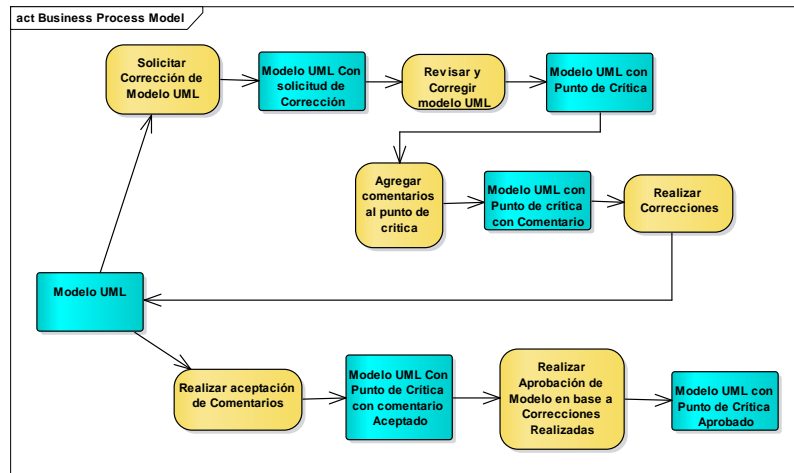 act Business Process Model
Solicitar
Corrección de
Modelo UML
Modelo UML Con
solicitud de
Corrección
Revisar y
Corregir
modelo UML
Modelo UML con
Punto de Crítica
Agregar
comentarios
al punto de
critica
Modelo UML con
Punto de crítica
con Comentario
Realizar
Correcciones
Modelo UML
Realizar aceptación
de Comentarios
Modelo UML Con
Punto de Crítica
con comentario
Aceptado
Realizar
Aprobación de
Modelo en base a
Correcciones
Realizadas
Modelo UML con
Punto de Crítica
Aprobado